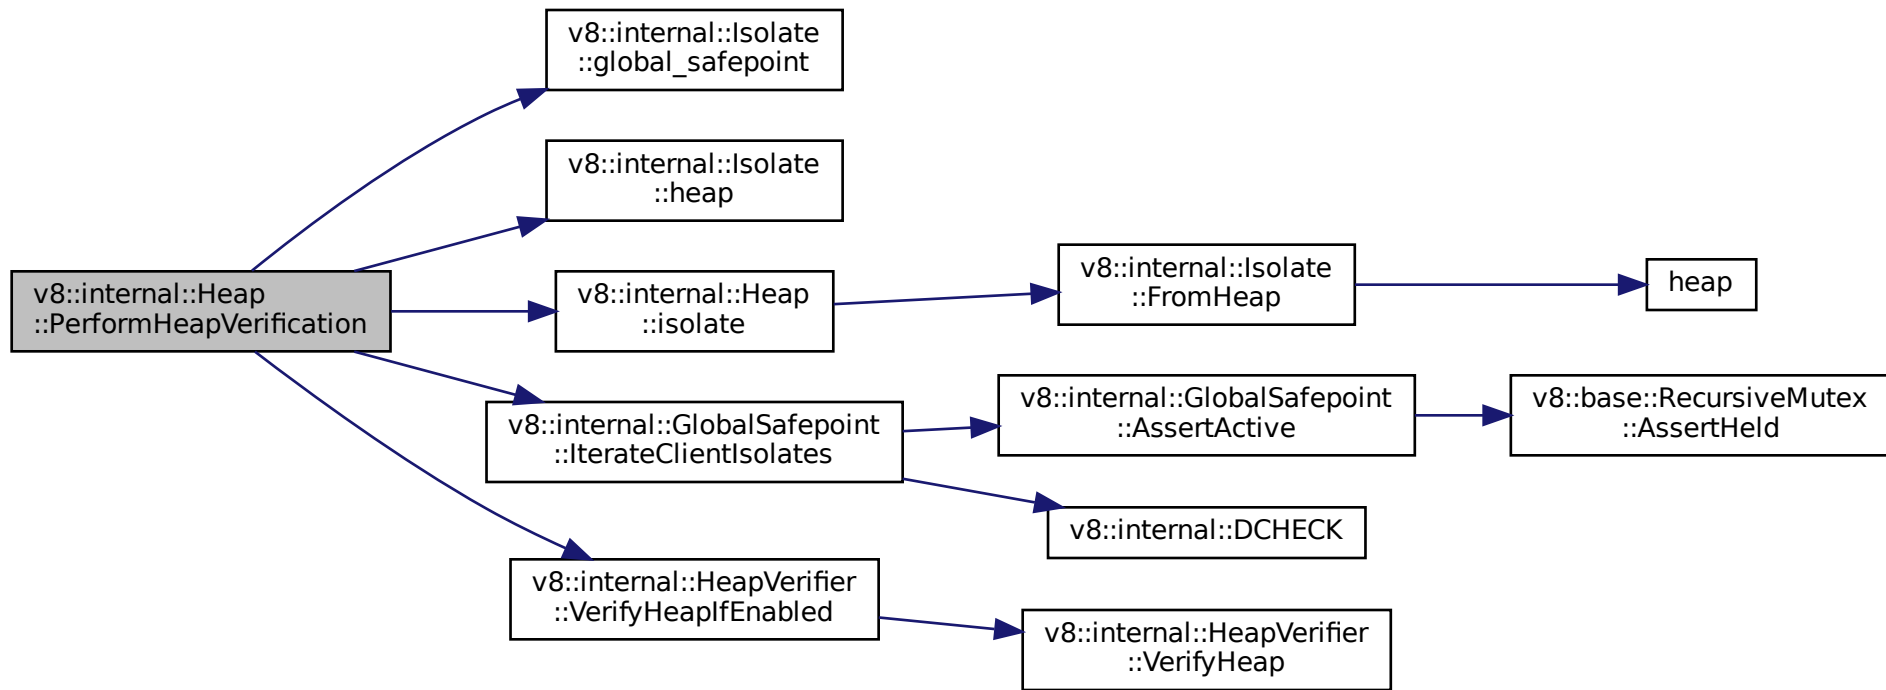 v8::internal::Isolate
::global_safepoint
v8::internal::Isolate
::heap
v8::internal::Heap
::PerformHeapVerification
v8::internal::Heap
::isolate
v8::internal::Isolate
::FromHeap
heap
v8::internal::GlobalSafepoint
::IterateClientIsolates
v8::internal::GlobalSafepoint
::AssertActive
v8::base::RecursiveMutex
::AssertHeld
v8::internal::DCHECK
v8::internal::HeapVerifier
::VerifyHeapIfEnabled
v8::internal::HeapVerifier
::VerifyHeap